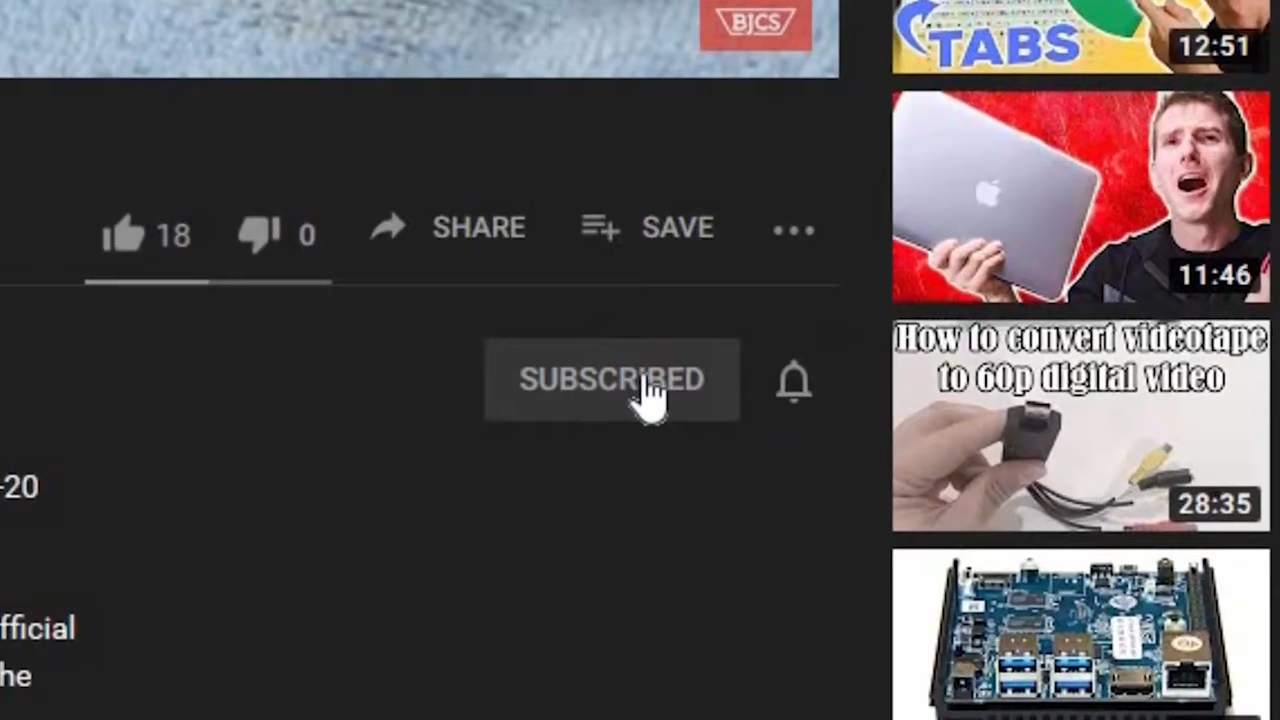 BJCS
TABS
12:51
11:46
18
0
SHARE
SAVE
SUBSCRIBED
How to convert videotape
to 60p digital video
28:35
-20
fficial
he